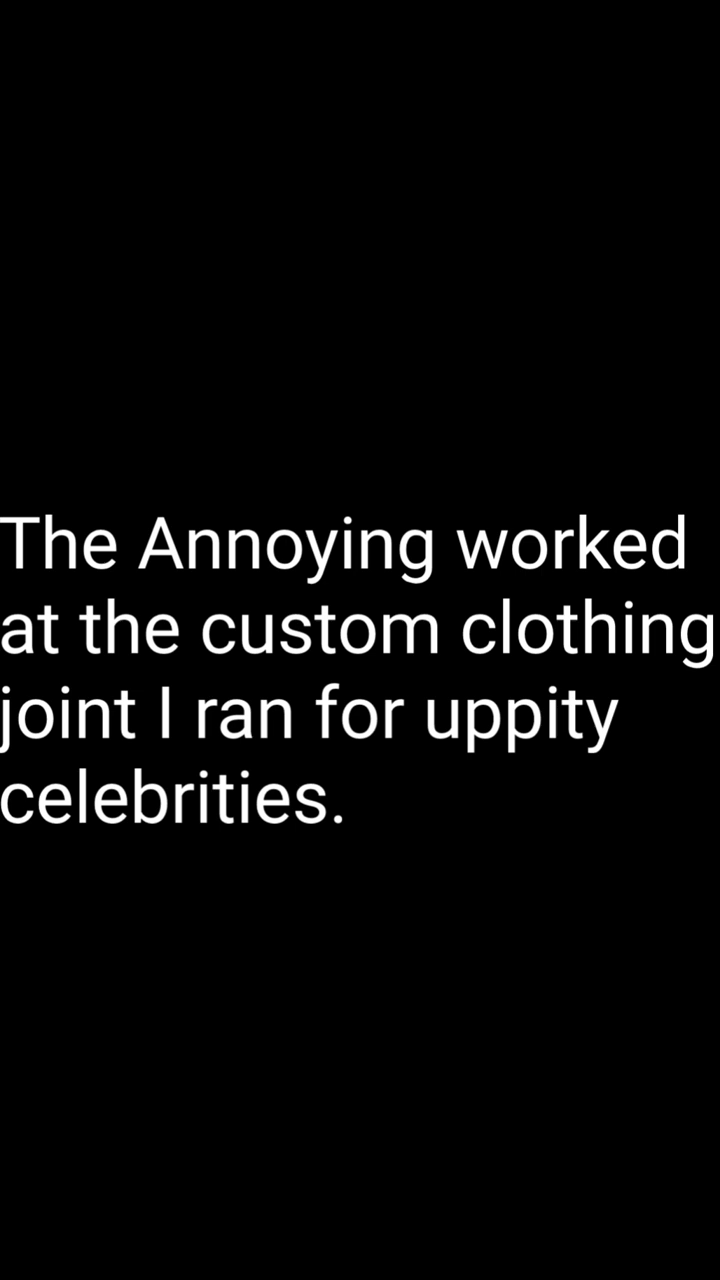 The Annoying worked
at the custom clothing
joint I ran for uppity
celebrities.